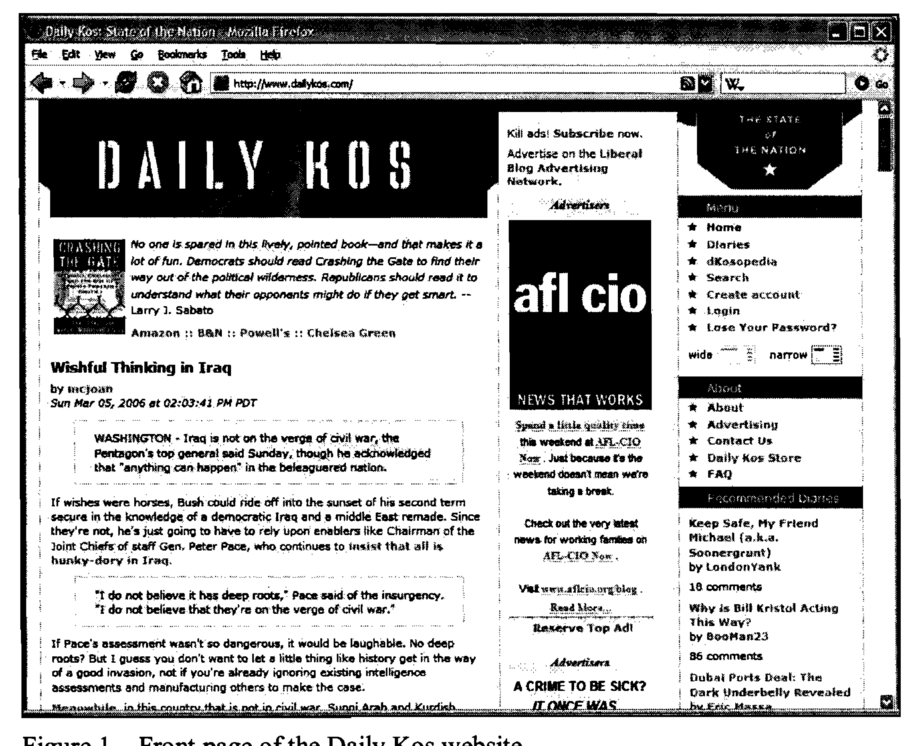 Daily Kos: State of the Nation - Mozilla Firefox
File Edit View Go Bookmarks Tools Help
http://www.dailykos.com/
W
Go
DAILY KOS
CRASHING
THE GATE
No one is spared in this lively, pointed book—and that makes it a
lot of fun. Democrats should read Crashing the Gate to find their
way out of the political wilderness. Republicans should read it to
understand what their opponents might do if they get smart. --
Larry J. Sabato
Amazon :: B&N :: Powell's :: Chelsea Green
Wishful Thinking in Iraq
by mcjoan
Sun Mar 05, 2006 at 02:03:41 PM PDT
WASHINGTON - Iraq is not on the verge of civil war, the
Pentagon's top general said Sunday, though he acknowledged
that "anything can happen" in the beleaguered nation.
If wishes were horses, Bush could ride off into the sunset of his second term
secure in the knowledge of a democratic Iraq and a middle East remade. Since
they're not, he's just going to have to rely upon enablers like Chairman of the
Joint Chiefs of staff Gen. Peter Pace, who continues to insist that all is
hunky-dory in Iraq.
"I do not believe it has deep roots," Pace said of the insurgency.
"I do not believe that they're on the verge of civil war."
If Pace's assessment wasn't so dangerous, it would be laughable. No deep
roots? But I guess you don't want to let a little thing like history get in the way
of a good invasion, not if you're already ignoring existing intelligence
assessments and manufacturing others to make the case.
Meanwhile, in this country that is not in civil war, Sunni Arab and Kurdish
Kill ads! Subscribe now.
Advertise on the Liberal
Blog Advertising
Network.
Advertisers
afl cio
NEWS THAT WORKS
Spend a little quality time
this weekend at AFL-CIO
Now . Just because it's the
weekend doesn't mean we're
taking a break.
Check out the very latest
news for working families on
AFL-CIO Now .
Visit www.aflcio.org/blog .
Read More...
Reserve Top Ad!
Advertisers
A CRIME TO BE SICK?
IT ONCE WAS
THE STATE
of
THE NATION
Menu
★ Home
★ Diaries
★ dKosopedia
★ Search
★ Create account
★ Login
★ Lose Your Password?
wide narrow
About
★ About
★ Advertising
★ Contact Us
★ Daily Kos Store
★ FAQ
Recommended Diaries
Keep Safe, My Friend
Michael (a.k.a.
Soonergrunt)
by LondonYank
18 comments
Why is Bill Kristol Acting
This Way?
by BooMan23
86 comments
Dubai Ports Deal: The
Dark Underbelly Revealed
by Eric Massa
Figure 1 Front page of the Daily Kos website